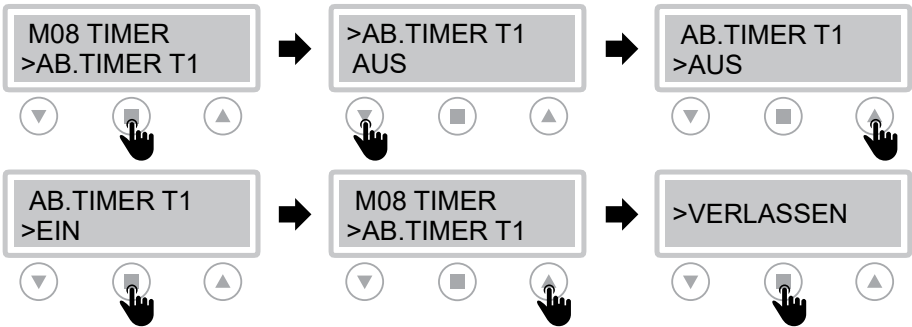 M08 TIMER
>AB.TIMER T1
>AB.TIMER T1
AUS
AB.TIMER T1
>AUS
AB.TIMER T1
>EIN
M08 TIMER
>AB.TIMER T1
>VERLASSEN